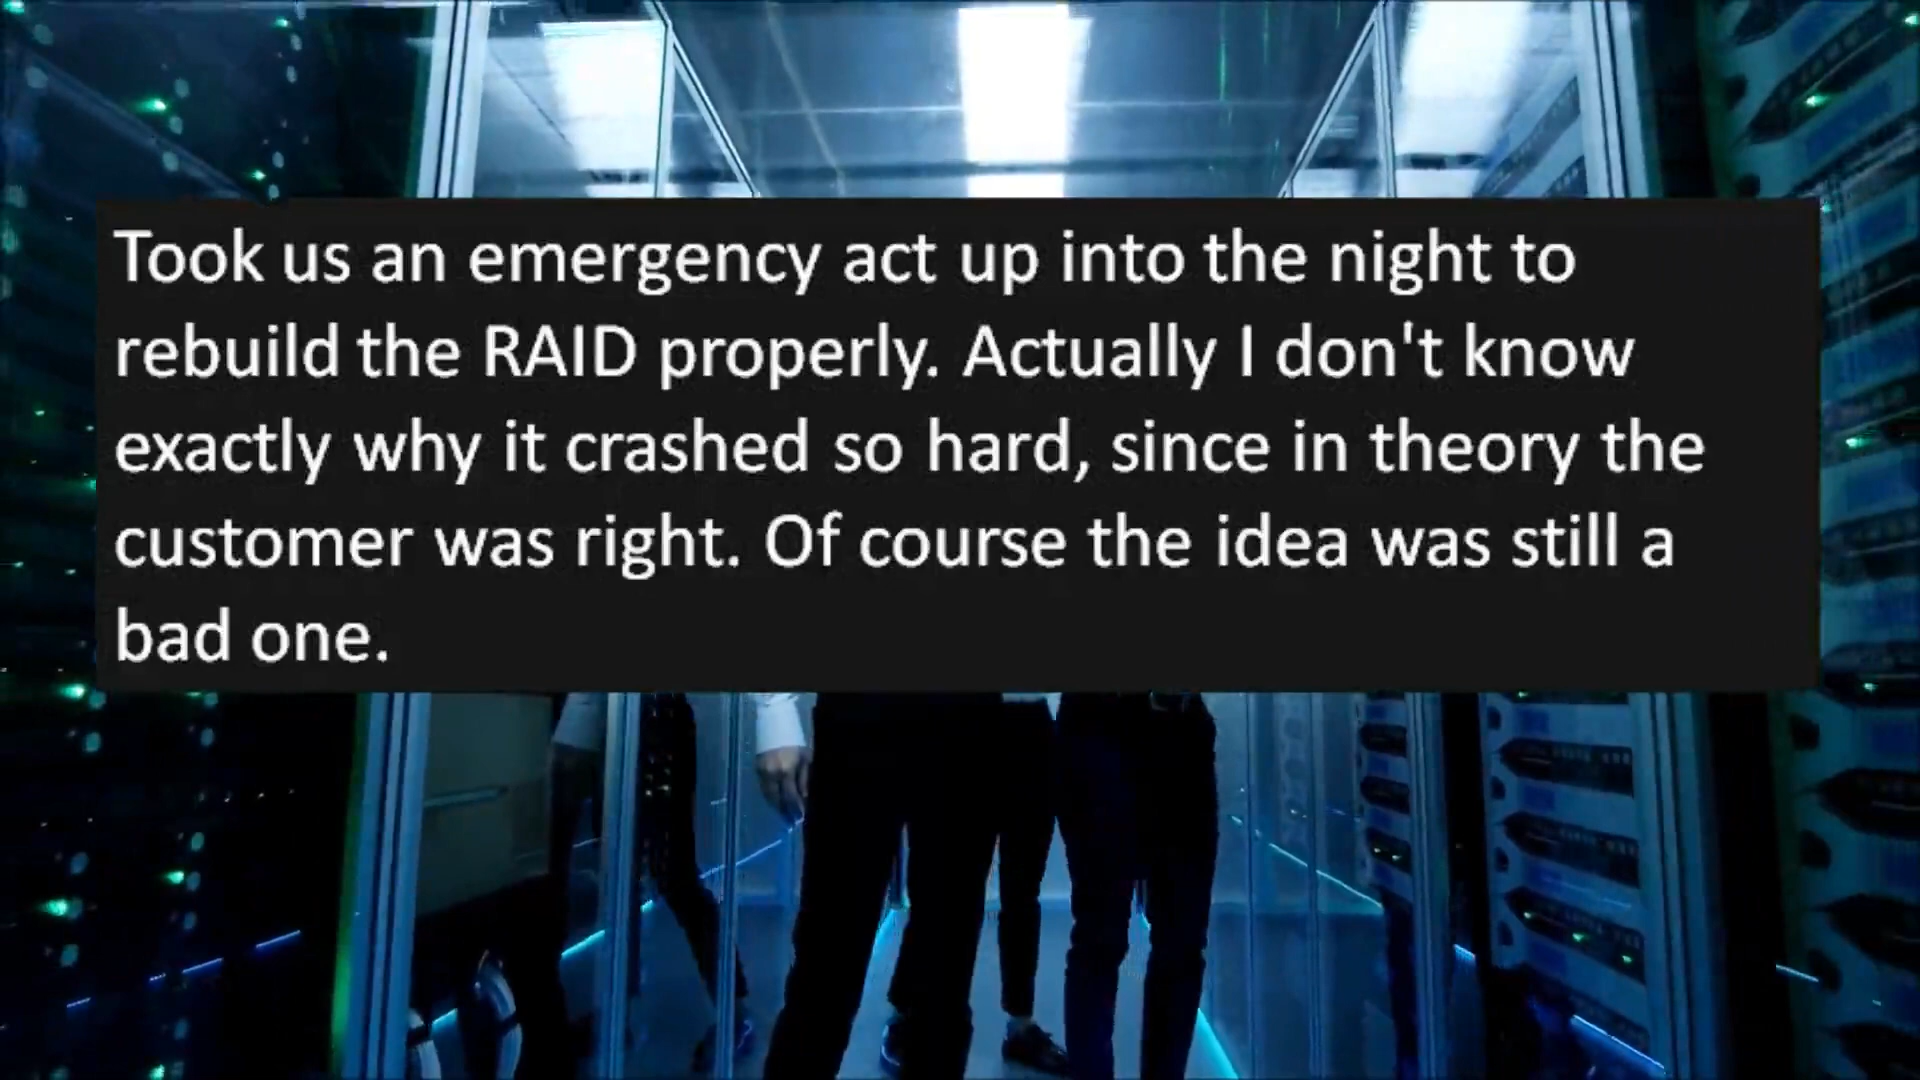 Took us an emergency act up into the night to
rebuild the RAID properly. Actually I don't know
exactly why it crashed so hard, since in theory the
customer was right. Of course the idea was still a
bad one.